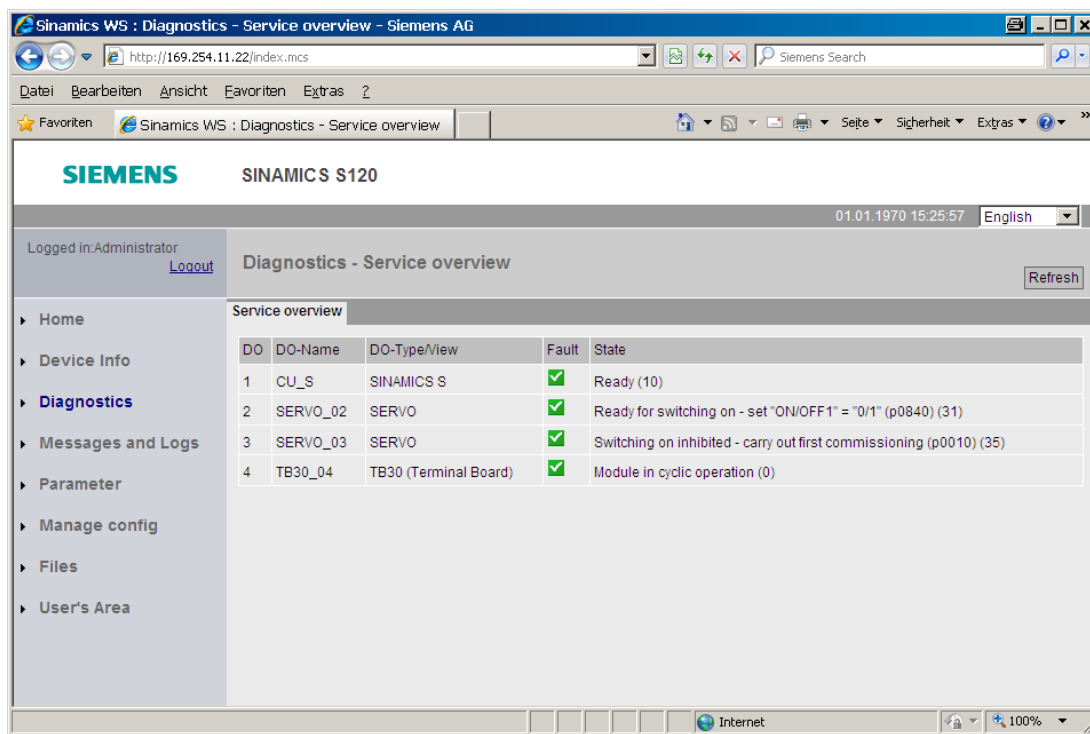 Sinamics WS : Diagnostics - Service overview - Siemens AG
http://169.254.11.22/index.mcs
Siemens Search
Datei Bearbeiten Ansicht Favoriten Extras ?
Favoriten Sinamics WS : Diagnostics - Service overview Seite Sicherheit Extras »
SIEMENS SINAMICS S120
01.01.1970 15:25:57 English
Logged in:Administrator
Logout
Diagnostics - Service overview
Refresh
Home
Device Info
Diagnostics
Messages and Logs
Parameter
Manage config
Files
User's Area
Service overview
DO DO-Name DO-Type/View Fault State
1 CU_S SINAMICS S Ready (10)
2 SERVO_02 SERVO Ready for switching on - set "ON/OFF1" = "0/1" (p0840) (31)
3 SERVO_03 SERVO Switching on inhibited - carry out first commissioning (p0010) (35)
4 TB30_04 TB30 (Terminal Board) Module in cyclic operation (0)
Internet 100%